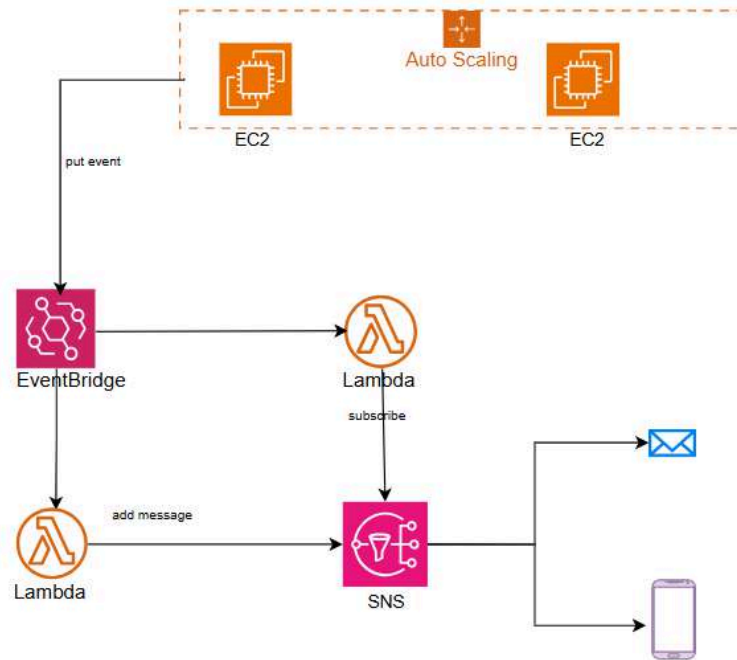 Auto Scaling
EC2
EC2
put event
EventBridge
Lambda
subscribe
add message
Lambda
SNS